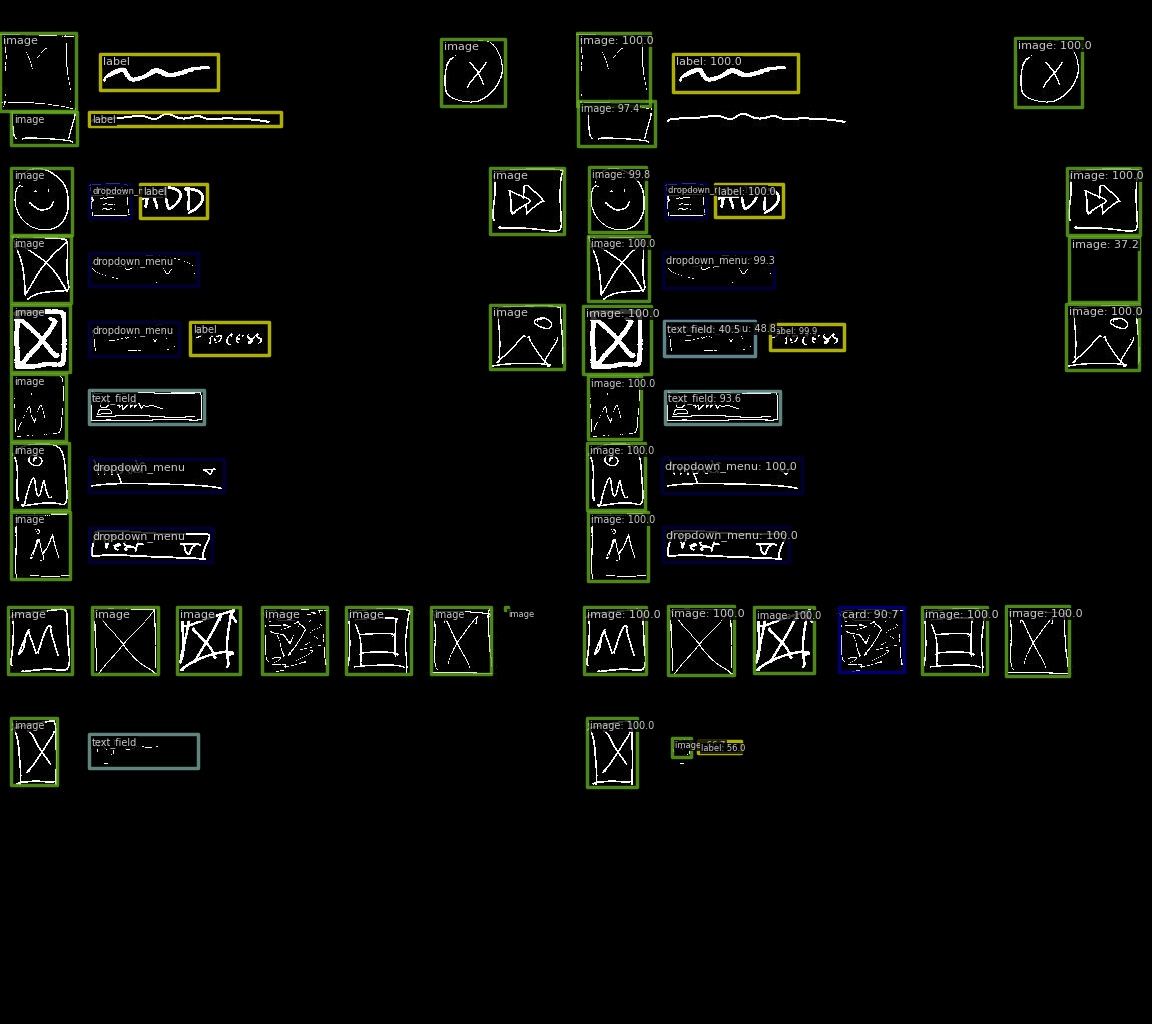 image label image image: 100.0 label: 100.0 image: 100.0
image label image: 97.4
image dropdown_m label image image: 99.8 dropdown_m label: 100.0 image: 100.0
ADD ADD
image dropdown_menu image: 100.0 dropdown_menu: 99.3 image: 37.2
image dropdown_menu label image image: 100.0 text_field: 40.5 u: 48.8 label: 99.9 image: 100.0
image text_field image: 100.0 text_field: 93.6
image dropdown_menu image: 100.0 dropdown_menu: 100.0
image dropdown_menu image: 100.0 dropdown_menu: 100.0
image image image image image image image image: 100.0 image: 100.0 image: 100.0 card: 90.7 image: 100.0 image: 100.0
image text_field image: 100.0 image label: 56.0